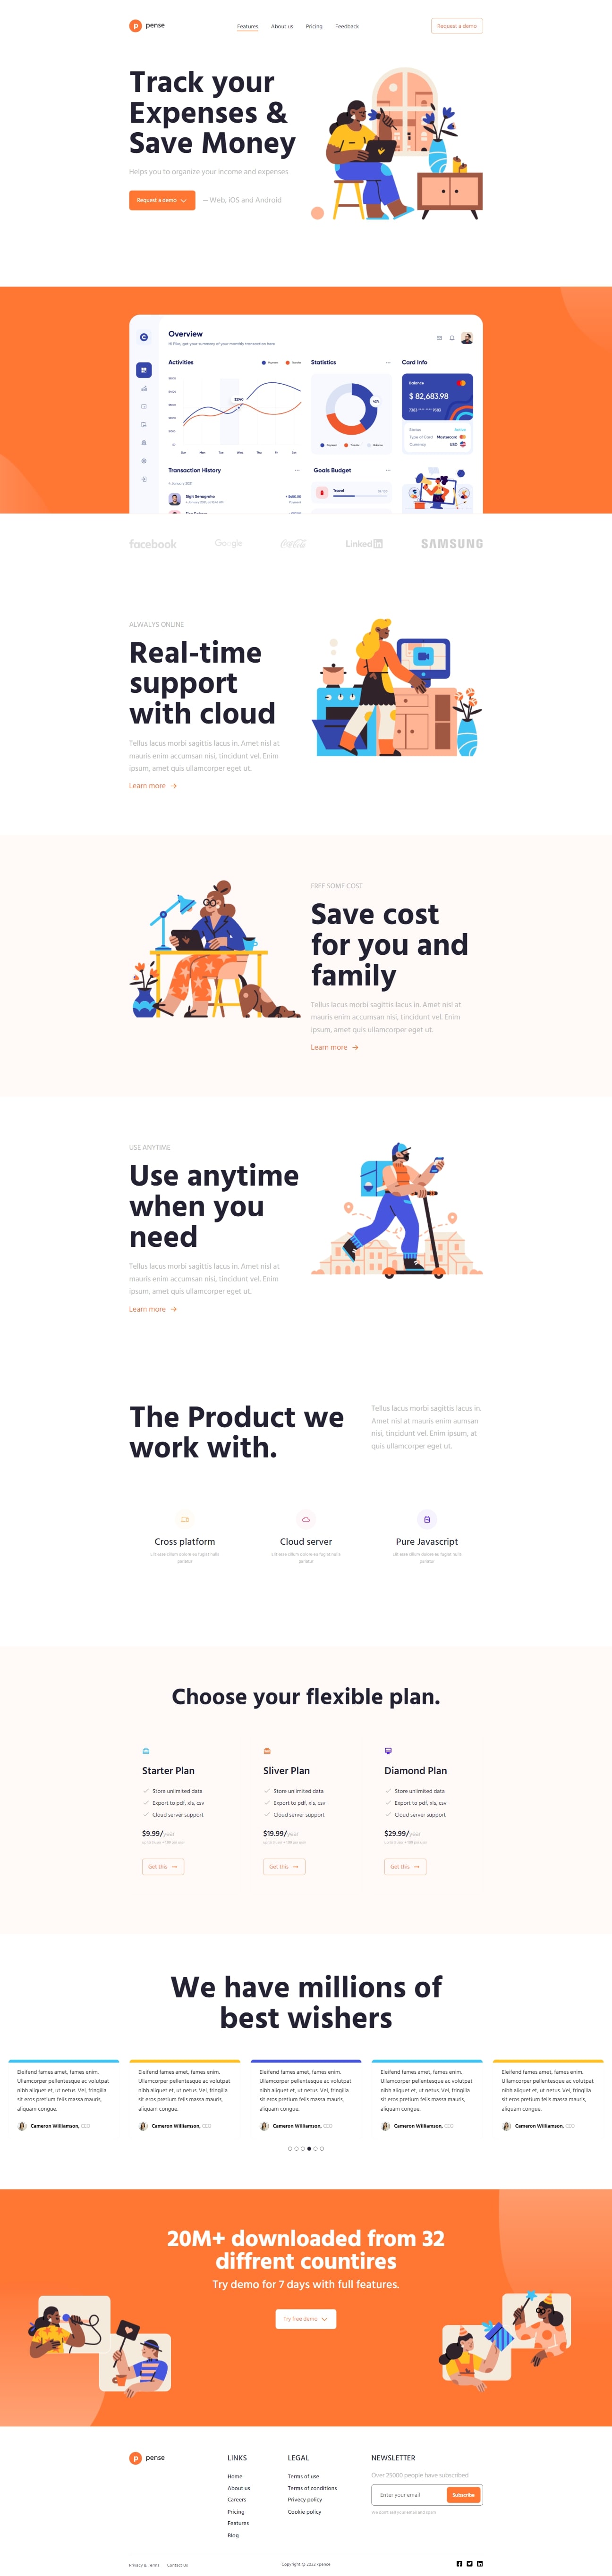 pense
Features
About us
Pricing
Feedback
Request a demo
Track your
Expenses &
Save Money
Helps you to organize your income and expenses
Request a demo
— Web, iOS and Android
Overview
Activities
Statistics
Card Info
Balance
$ 82,683.98
Status
Type of Card
Mastercard
Currency
USD
Sun
Mon
Tue
Wed
Thu
Fri
Sat
Transaction History
Goals Budget
Travel
facebook
Google
Coca-Cola
Linkedin
SAMSUNG
ALWALYS ONLINE
Real-time
support
with cloud
Tellus lacus morbi sagittis lacus in. Amet nisl at
mauris enim accumsan nisi, tincidunt vel. Enim
ipsum, amet quis ullamcorper eget ut.
Learn more
FREE SOME COST
Save cost
for you and
family
Tellus lacus morbi sagittis lacus in. Amet nisl at
mauris enim accumsan nisi, tincidunt vel. Enim
ipsum, amet quis ullamcorper eget ut.
Learn more
USE ANYTIME
Use anytime
when you
need
Tellus lacus morbi sagittis lacus in. Amet nisl at
mauris enim accumsan nisi, tincidunt vel. Enim
ipsum, amet quis ullamcorper eget ut.
Learn more
The Product we
work with.
Tellus lacus morbi sagittis lacus in.
Amet nisl at mauris enim aumsan
nisi, tincidunt vel. Enim ipsum, at
quis ullamcorper eget ut.
Cross platform
Cloud server
Pure Javascript
Choose your flexible plan.
Starter Plan
Store unlimited data
Export to pdf, xls, csv
Cloud server support
$9.99/year
Get this
Sliver Plan
Store unlimited data
Export to pdf, xls, csv
Cloud server support
$19.99/year
Get this
Diamond Plan
Store unlimited data
Export to pdf, xls, csv
Cloud server support
$29.99/year
Get this
We have millions of
best wishers
Eleifend fames amet, fames enim.
Ullamcorper pellentesque ac volutpat
nibh aliquet et, ut netus. Vel, fringilla
sit eros pretium felis massa mauris,
aliquam congue.
Cameron Williamson, CEO
Eleifend fames amet, fames enim.
Ullamcorper pellentesque ac volutpat
nibh aliquet et, ut netus. Vel, fringilla
sit eros pretium felis massa mauris,
aliquam congue.
Cameron Williamson, CEO
Eleifend fames amet, fames enim.
Ullamcorper pellentesque ac volutpat
nibh aliquet et, ut netus. Vel, fringilla
sit eros pretium felis massa mauris,
aliquam congue.
Cameron Williamson, CEO
Eleifend fames amet, fames enim.
Ullamcorper pellentesque ac volutpat
nibh aliquet et, ut netus. Vel, fringilla
sit eros pretium felis massa mauris,
aliquam congue.
Cameron Williamson, CEO
Eleifend fames amet, fames enim.
Ullamcorper pellentesque ac volutpat
nibh aliquet et, ut netus. Vel, fringilla
sit eros pretium felis massa mauris,
aliquam congue.
Cameron Williamson, CEO
20M+ downloaded from 32
diffrent countires
Try demo for 7 days with full features.
Try free demo
pense
LINKS
Home
About us
Careers
Pricing
Features
Blog
LEGAL
Terms of use
Terms of conditions
Privecy policy
Cookie policy
NEWSLETTER
Over 25000 people have subscribed
Enter your email
Subscribe
Privacy & Terms
Contact Us
Copyright @ 2022 xpence